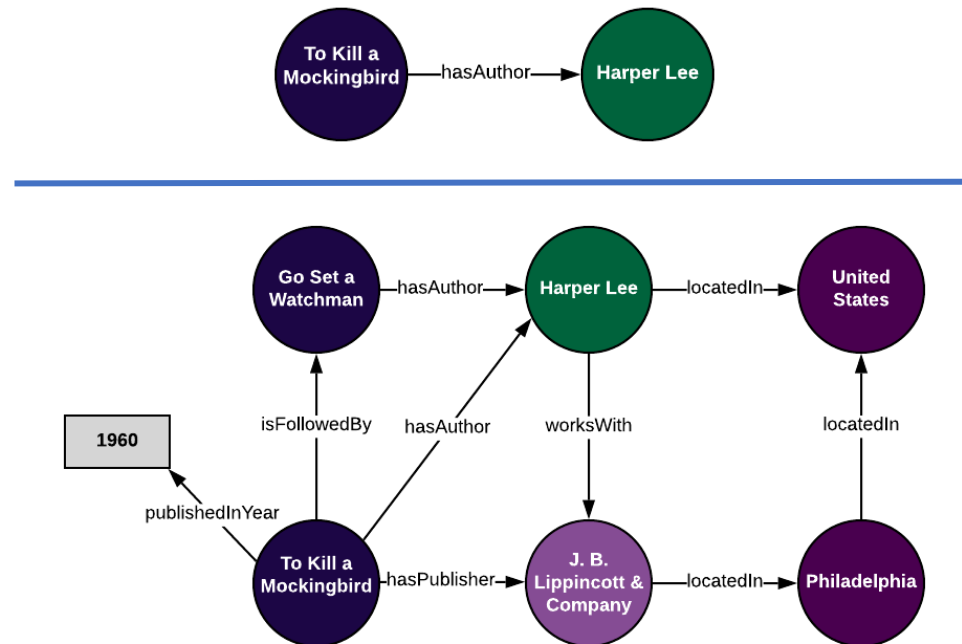 To Kill a
Mockingbird
hasAuthor
Harper Lee
Go Set a
Watchman
hasAuthor
Harper Lee
locatedIn
United
States
isFollowedBy
hasAuthor
worksWith
locatedIn
1960
publishedInYear
To Kill a
Mockingbird
hasPublisher
J. B.
Lippincott &
Company
locatedIn
Philadelphia